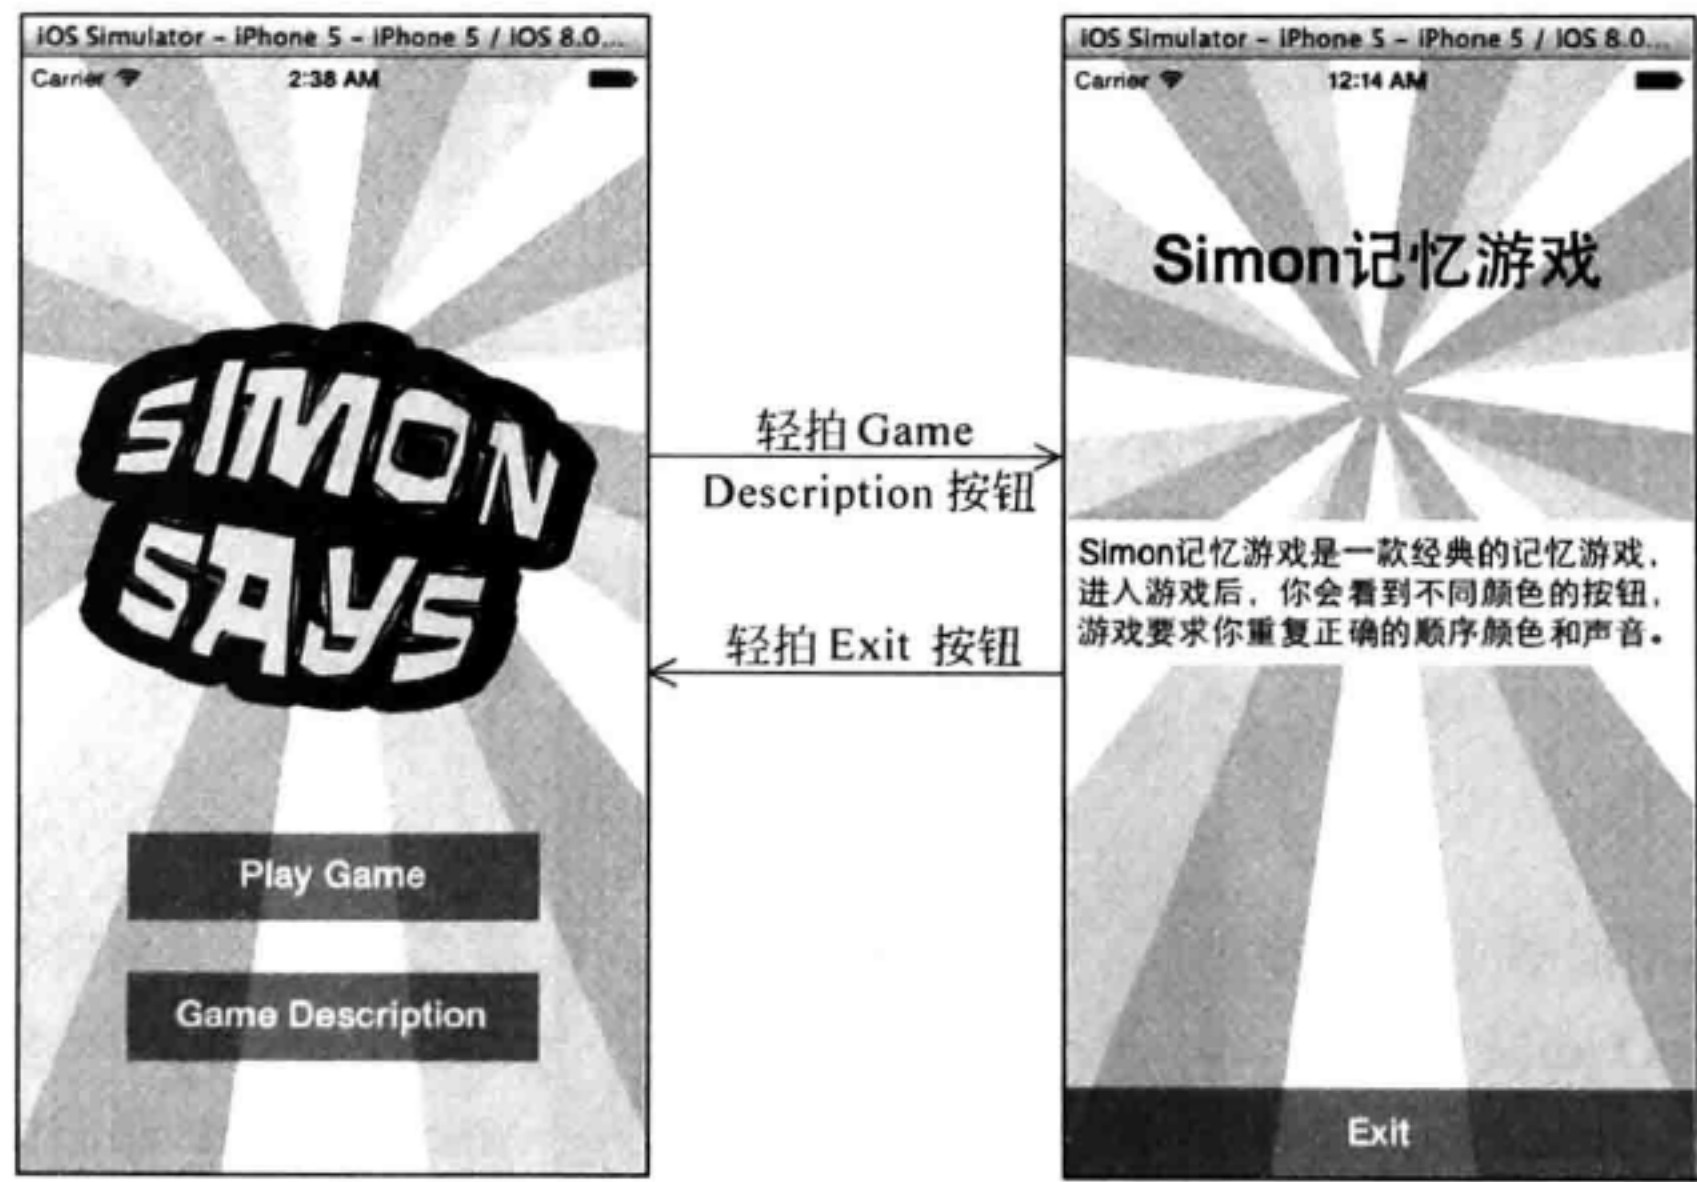 iOS Simulator - iPhone 5 - iPhone 5 / iOS 8.0...
Carrier
2:38 AM
SIMON
SAYS
Play Game
Game Description
轻拍 Game
Description 按钮
轻拍 Exit 按钮
iOS Simulator - iPhone 5 - iPhone 5 / iOS 8.0...
Carrier
12:14 AM
Simon记忆游戏
Simon记忆游戏是一款经典的记忆游戏，
进入游戏后，你会看到不同颜色的按钮，
游戏要求你重复正确的顺序颜色和声音。
Exit